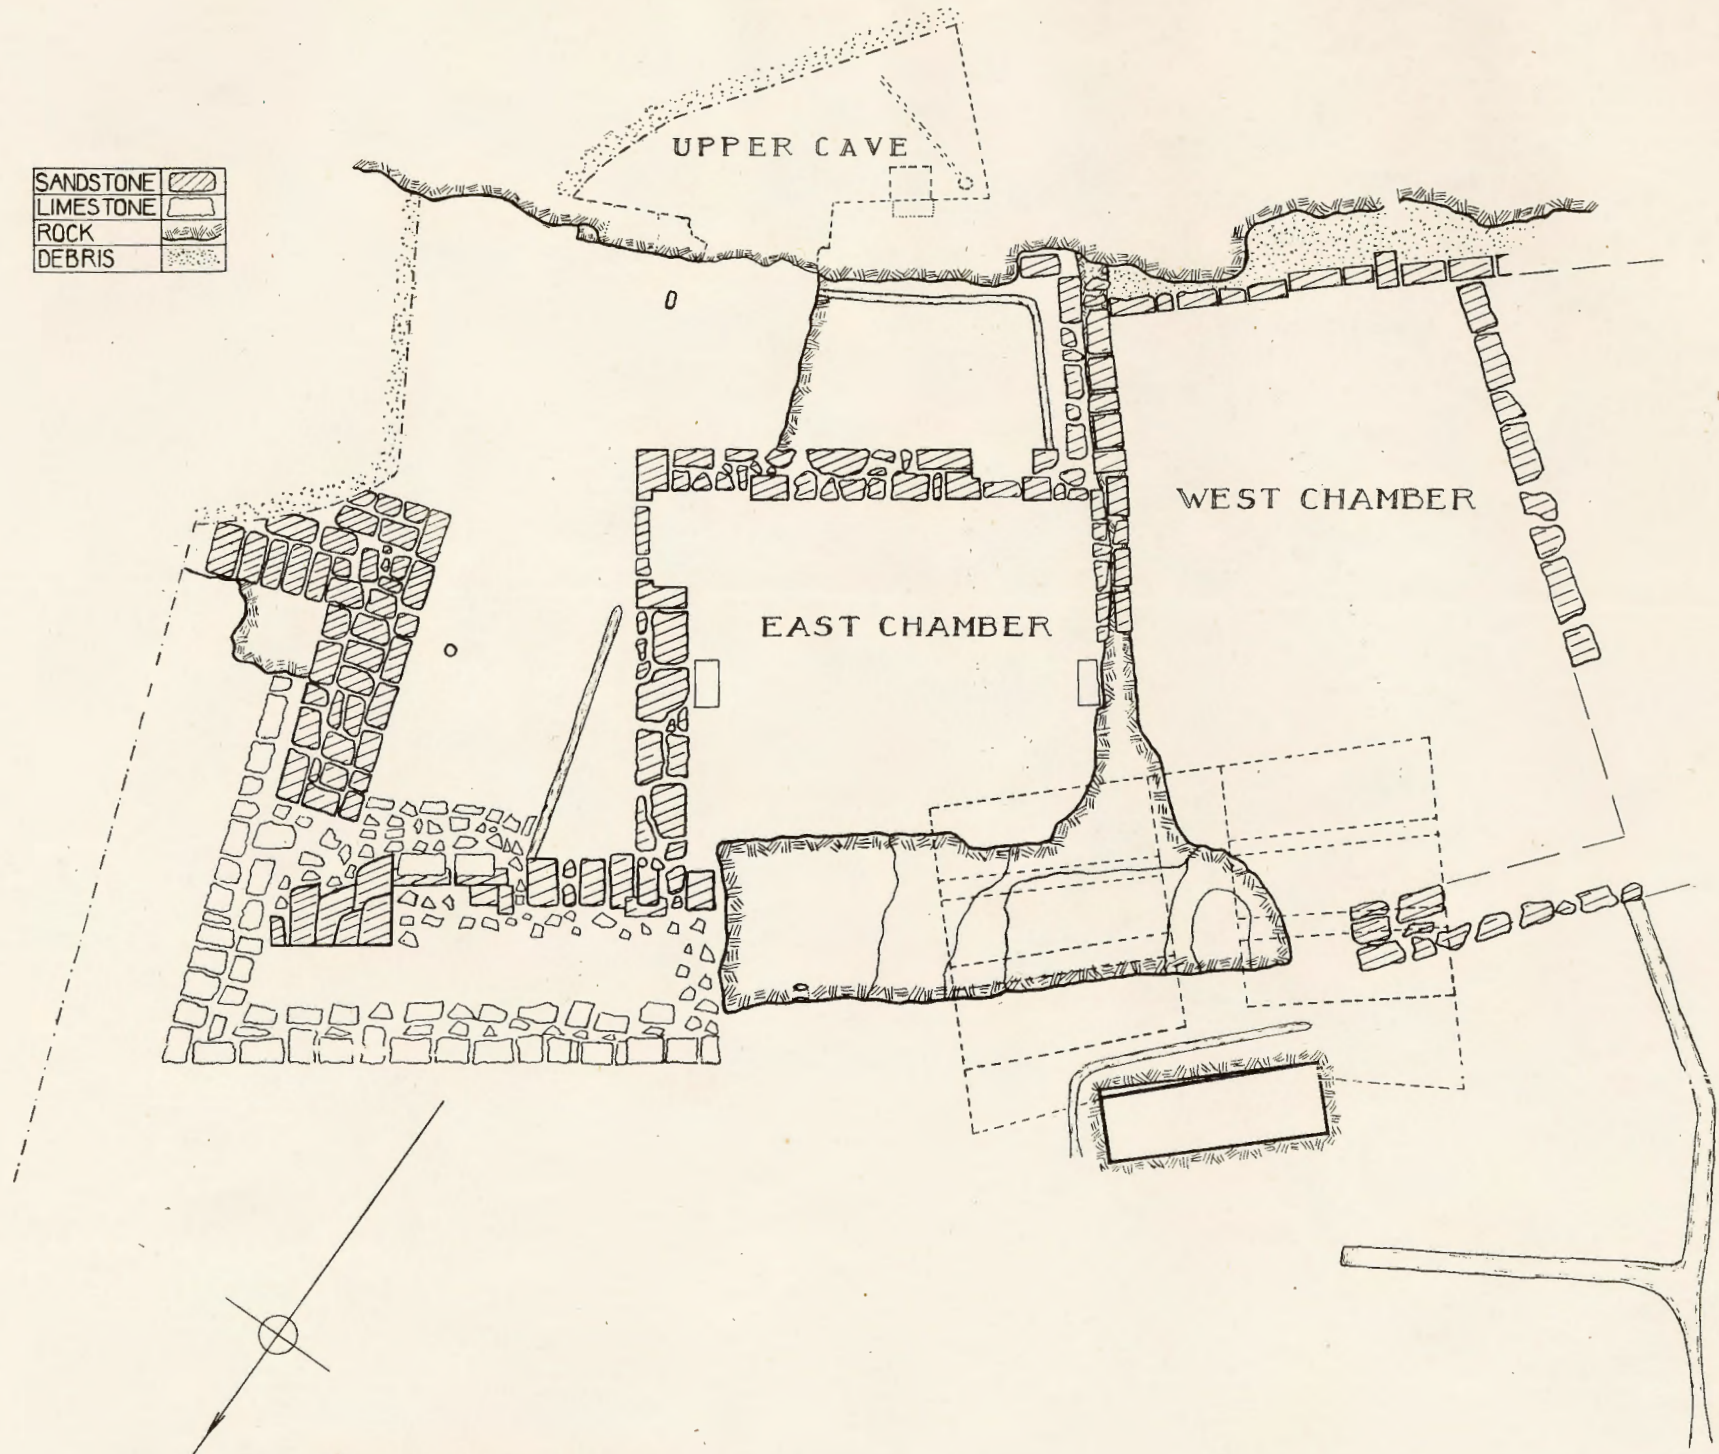 UPPER CAVE
SANDSTONE
LIMESTONE
ROCK
DEBRIS
WEST CHAMBER
EAST CHAMBER